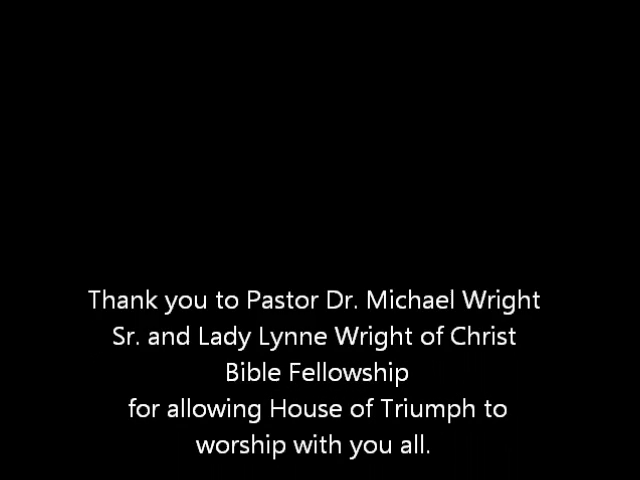 Thank you to Pastor Dr. Michael Wright
Sr. and Lady Lynne Wright of Christ
Bible Fellowship
for allowing House of Triumph to
worship with you all.